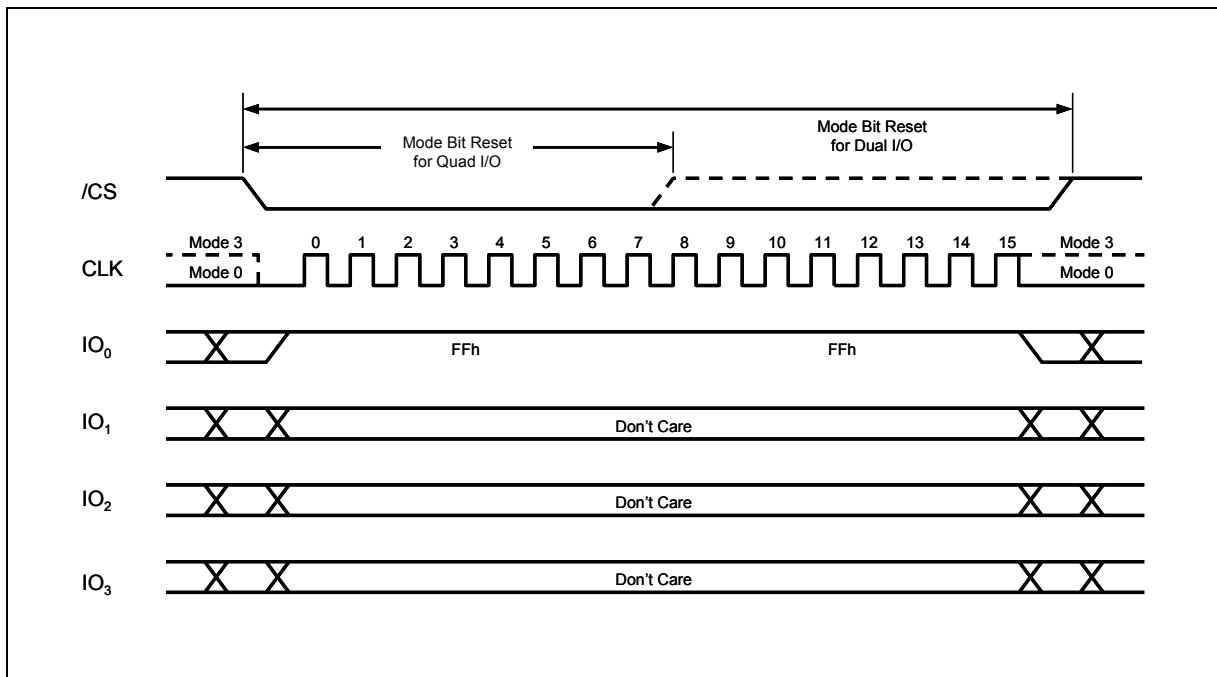 Mode Bit Reset
for Quad I/O
Mode Bit Reset
for Dual I/O
/CS
Mode 3
0 1 2 3 4 5 6 7 8 9 10 11 12 13 14 15
Mode 3
CLK
Mode 0
Mode 0
IO₀
FFh
FFh
IO₁
Don't Care
IO₂
Don't Care
IO₃
Don't Care